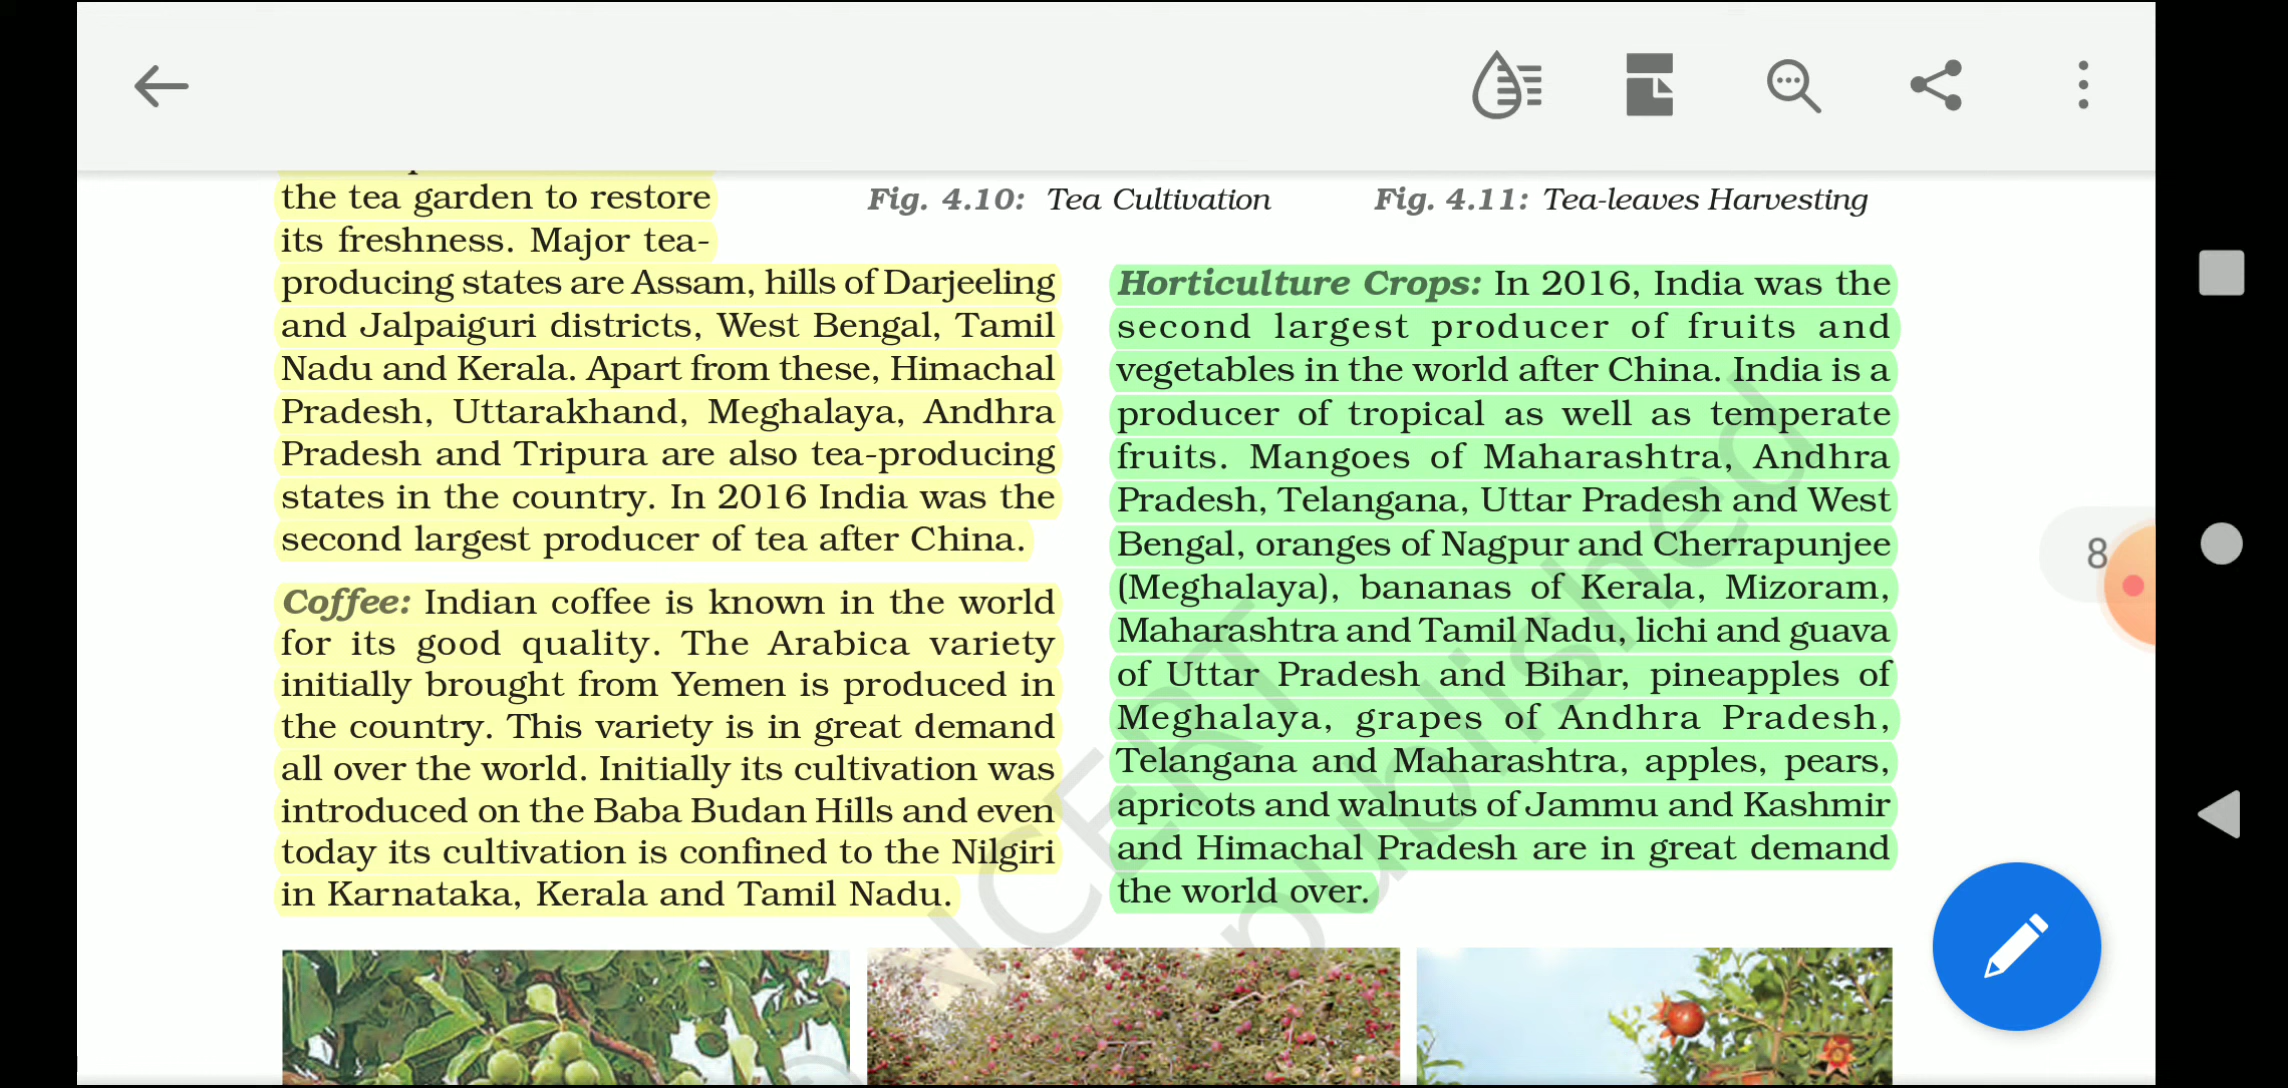 the tea garden to restore
its freshness. Major tea-
producing states are Assam, hills of Darjeeling
and Jalpaiguri districts, West Bengal, Tamil
Nadu and Kerala. Apart from these, Himachal
Pradesh, Uttarakhand, Meghalaya, Andhra
Pradesh and Tripura are also tea-producing
states in the country. In 2016 India was the
second largest producer of tea after China.
Coffee: Indian coffee is known in the world
for its good quality. The Arabica variety
initially brought from Yemen is produced in
the country. This variety is in great demand
all over the world. Initially its cultivation was
introduced on the Baba Budan Hills and even
today its cultivation is confined to the Nilgiri
in Karnataka, Kerala and Tamil Nadu.
Fig. 4.10: Tea Cultivation
Fig. 4.11: Tea-leaves Harvesting
Horticulture Crops: In 2016, India was the
second largest producer of fruits and
vegetables in the world after China. India is a
producer of tropical as well as temperate
fruits. Mangoes of Maharashtra, Andhra
Pradesh, Telangana, Uttar Pradesh and West
Bengal, oranges of Nagpur and Cherrapunjee
(Meghalaya), bananas of Kerala, Mizoram,
Maharashtra and Tamil Nadu, lichi and guava
of Uttar Pradesh and Bihar, pineapples of
Meghalaya, grapes of Andhra Pradesh,
Telangana and Maharashtra, apples, pears,
apricots and walnuts of Jammu and Kashmir
and Himachal Pradesh are in great demand
the world over.
8
NCERT
published